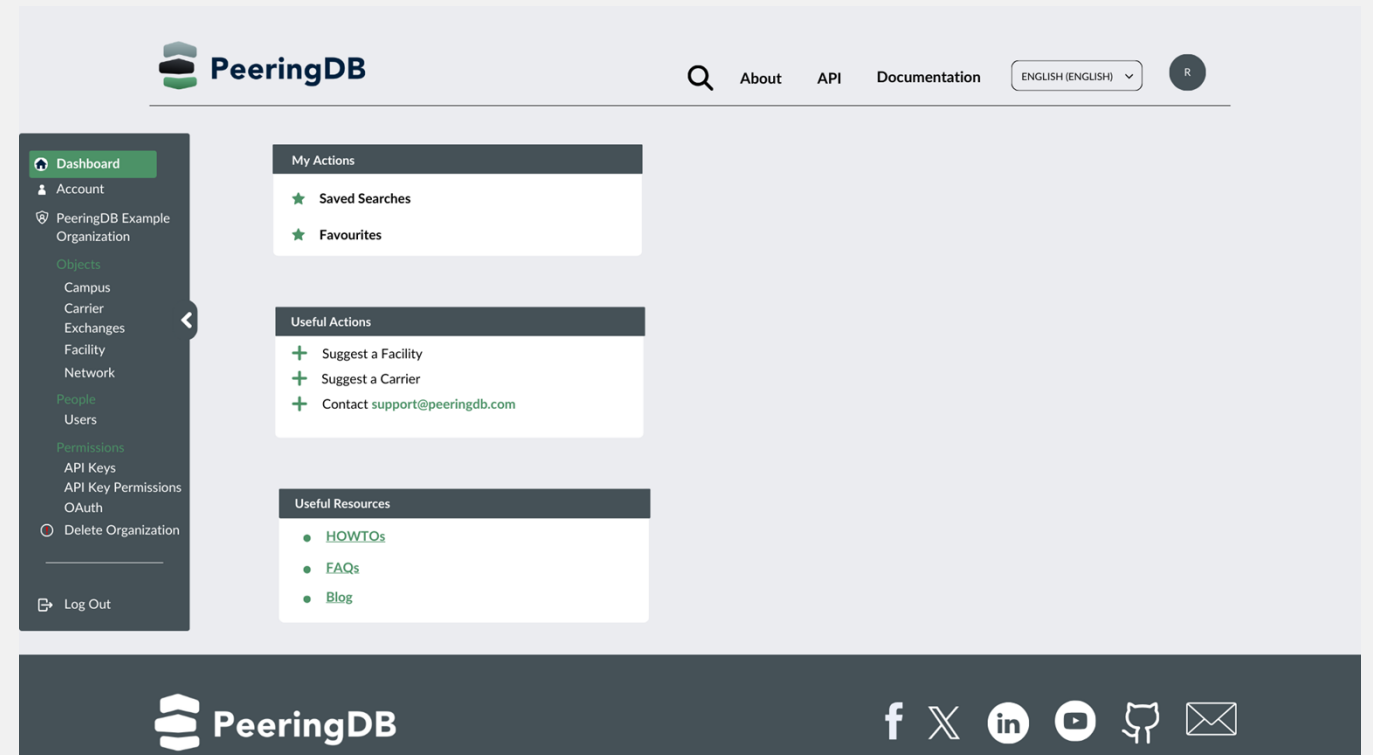 PeeringDB
About API Documentation ENGLISH (ENGLISH) R
Dashboard
Account
PeeringDB Example
Organization
Objects
Campus
Carrier
Exchanges
Facility
Network
People
Users
Permissions
API Keys
API Key Permissions
OAuth
Delete Organization
Log Out
My Actions
Saved Searches
Favourites
Useful Actions
Suggest a Facility
Suggest a Carrier
Contact support@peeringdb.com
Useful Resources
HOWTOs
FAQs
Blog
PeeringDB
f X in